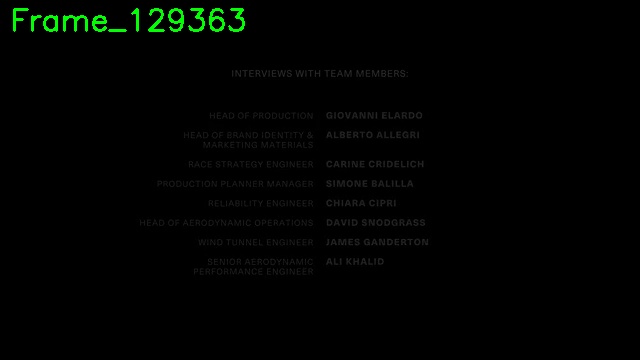 Frame_129363
INTERVIEWS WITH TEAM MEMBERS:
HEAD OF PRODUCTION GIOVANNI ELARDO
HEAD OF BRAND IDENTITY & ALBERTO ALLEGRI
MARKETING MATERIALS
RACE STRATEGY ENGINEER CARINE CRIDELICH
PRODUCTION PLANNER MANAGER SIMONE BALILLA
RELIABILITY ENGINEER CHIARA CIPRI
HEAD OF AERODYNAMIC OPERATIONS DAVID SNODGRASS
WIND TUNNEL ENGINEER JAMES GANDERTON
SENIOR AERODYNAMIC ALI KHALID
PERFORMANCE ENGINEER